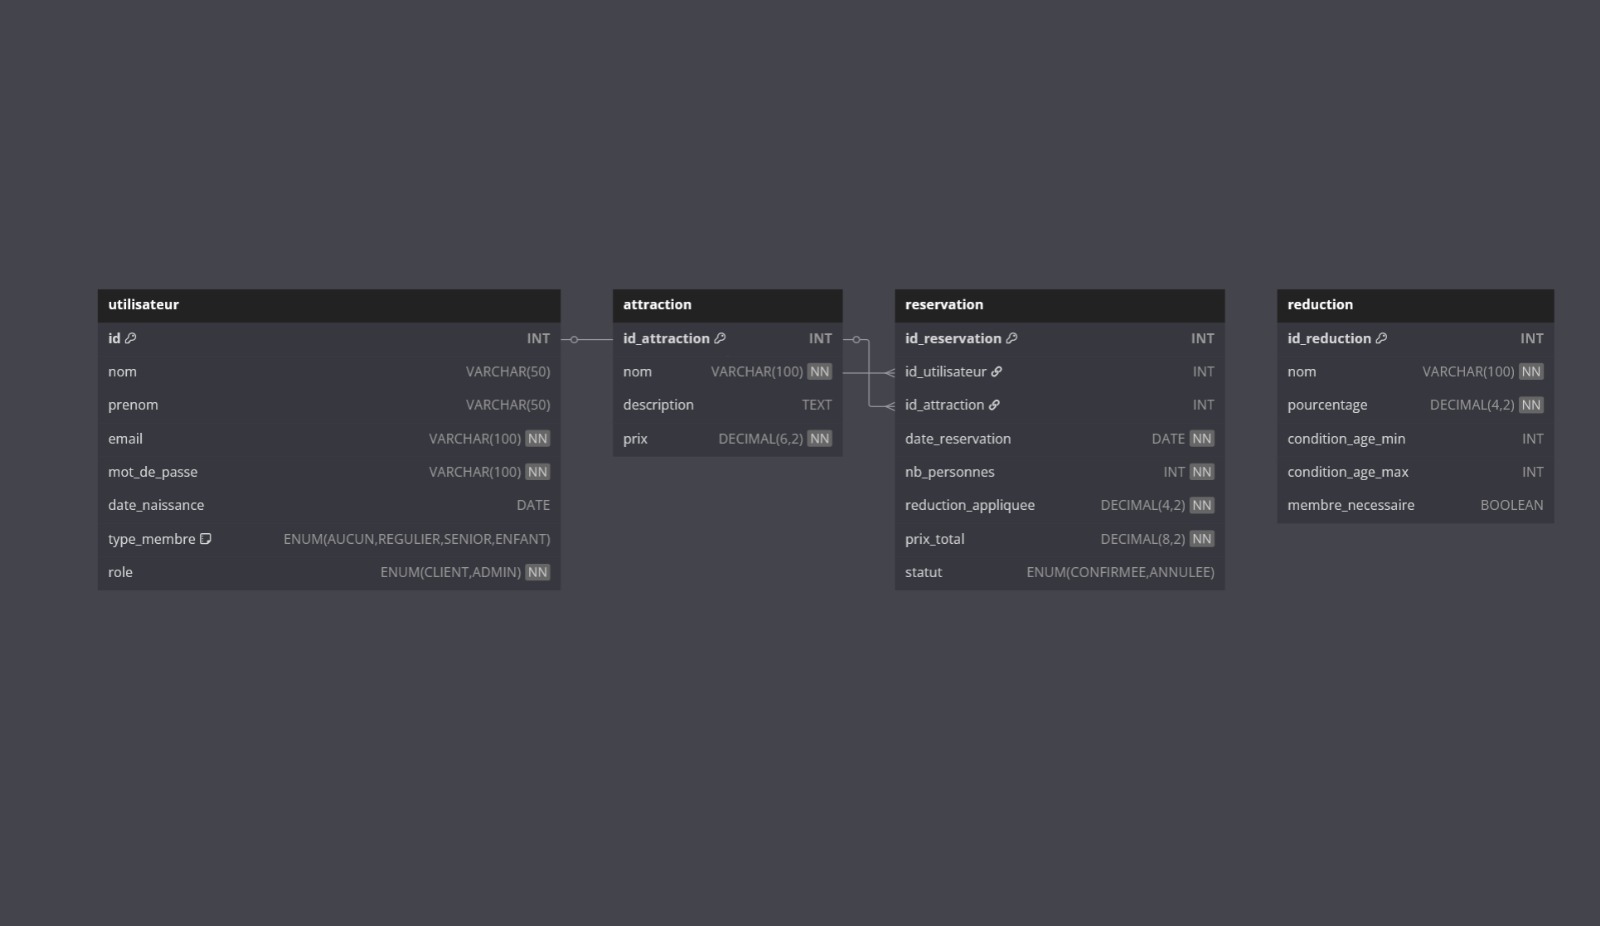 utilisateur
id INT
nom VARCHAR(50)
prenom VARCHAR(50)
email VARCHAR(100) NN
mot_de_passe VARCHAR(100) NN
date_naissance DATE
type_membre ENUM(AUCUN,REGULIER,SENIOR,ENFANT)
role ENUM(CLIENT,ADMIN) NN
attraction
id_attraction INT
nom VARCHAR(100) NN
description TEXT
prix DECIMAL(6,2) NN
reservation
id_reservation INT
id_utilisateur INT
id_attraction INT
date_reservation DATE NN
nb_personnes INT NN
reduction_appliquee DECIMAL(4,2) NN
prix_total DECIMAL(8,2) NN
statut ENUM(CONFIRMEE,ANNULEE)
reduction
id_reduction INT
nom VARCHAR(100) NN
pourcentage DECIMAL(4,2) NN
condition_age_min INT
condition_age_max INT
membre_necessaire BOOLEAN